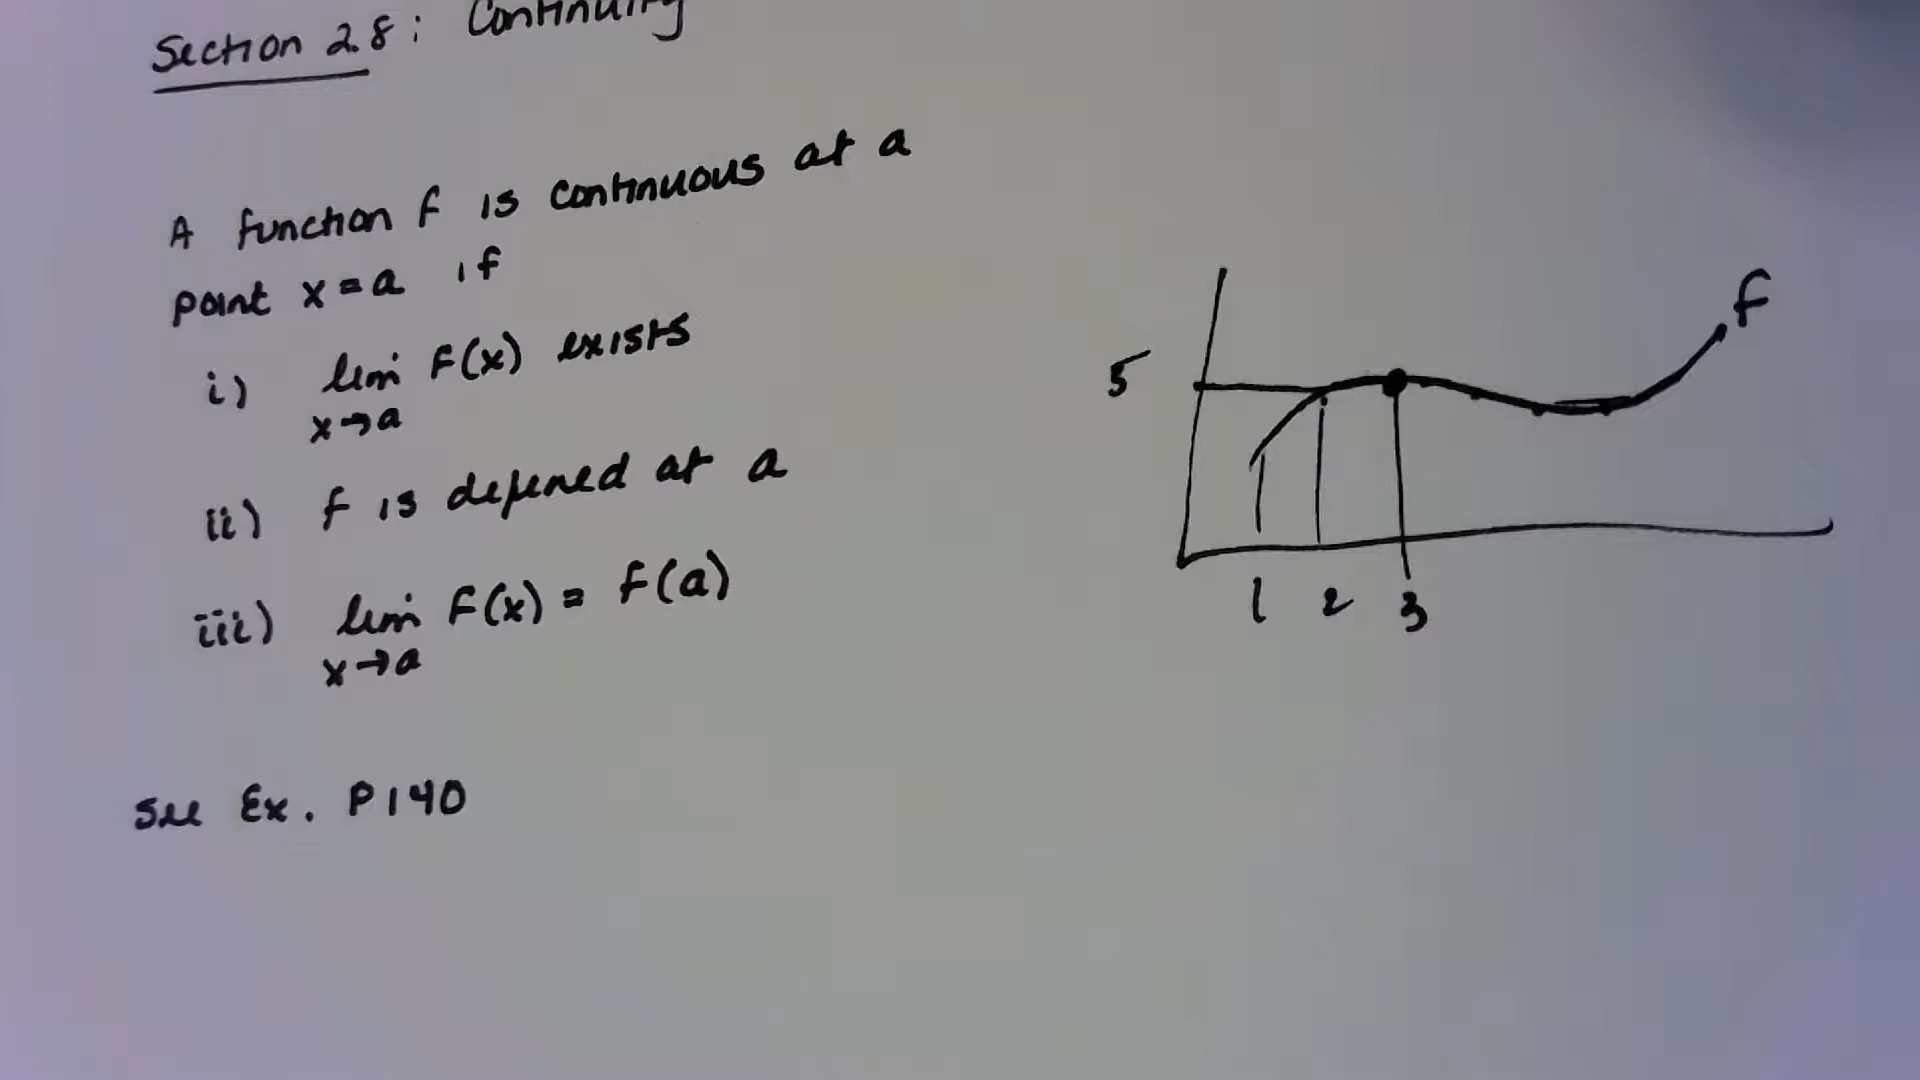 Section 2.8: Continuity
A function f is continuous at a
point x = a if
i) lim F(x) exists
x→a
ii) f is defined at a
iii) lim F(x) = F(a)
x→a
See Ex. P140
f
5
1 2 3